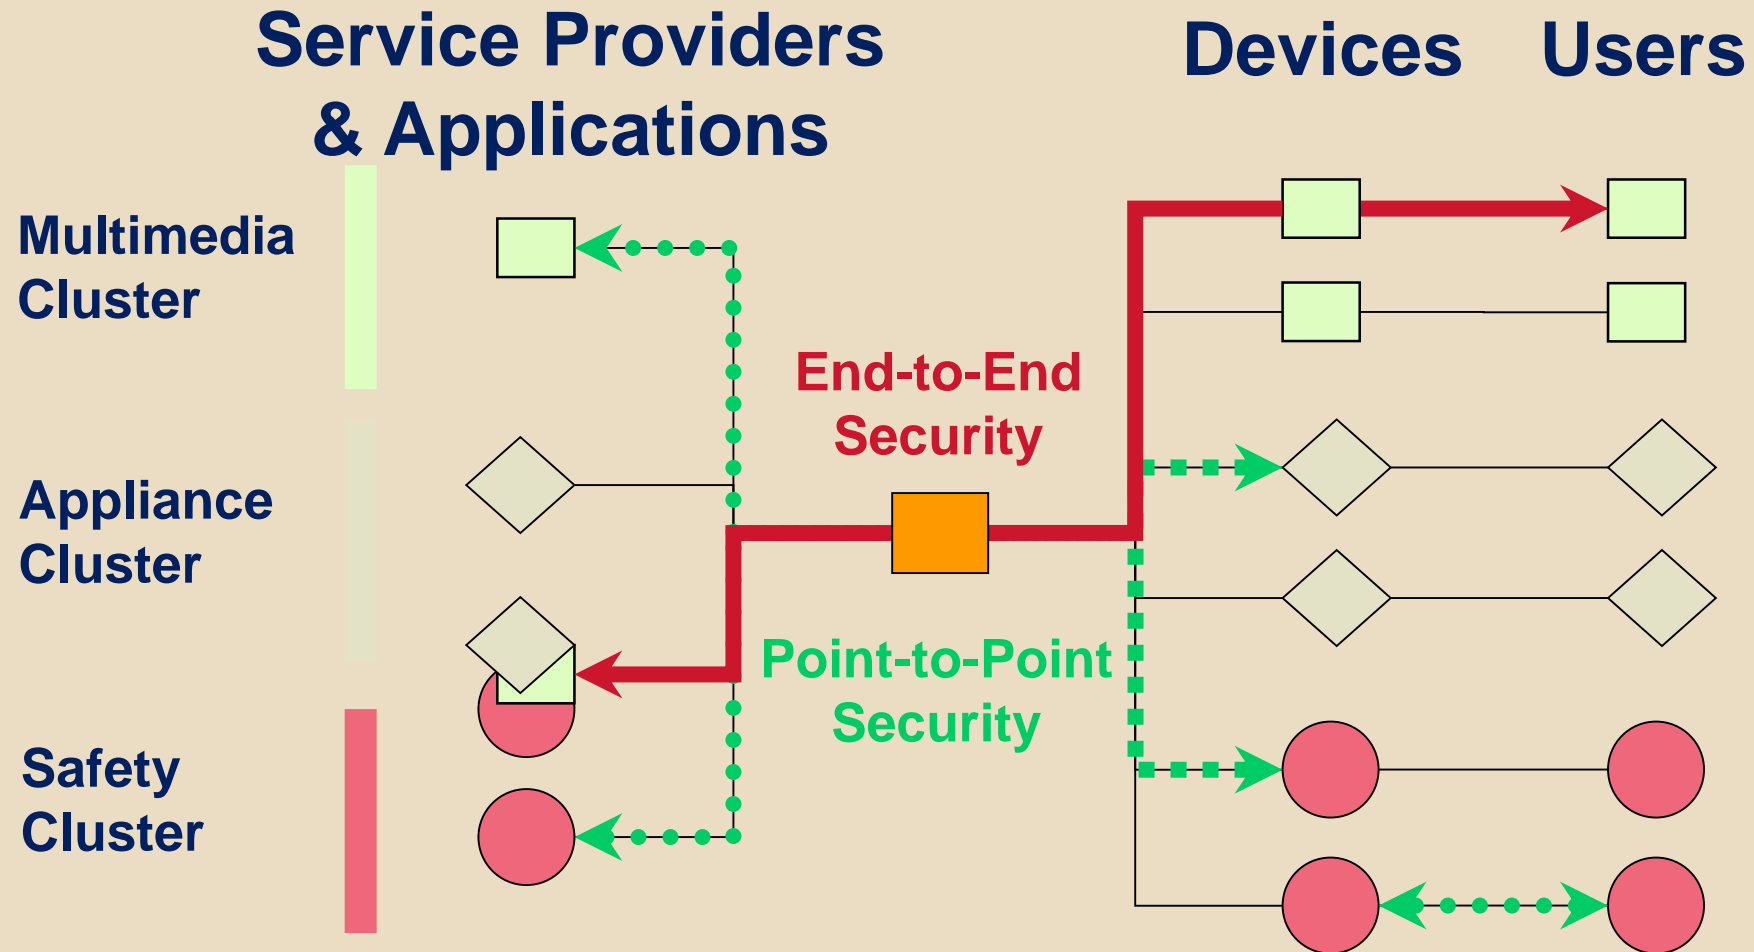 Service Providers
& Applications
Devices
Users
Multimedia
Cluster
End-to-End
Security
Appliance
Cluster
Point-to-Point
Security
Safety
Cluster